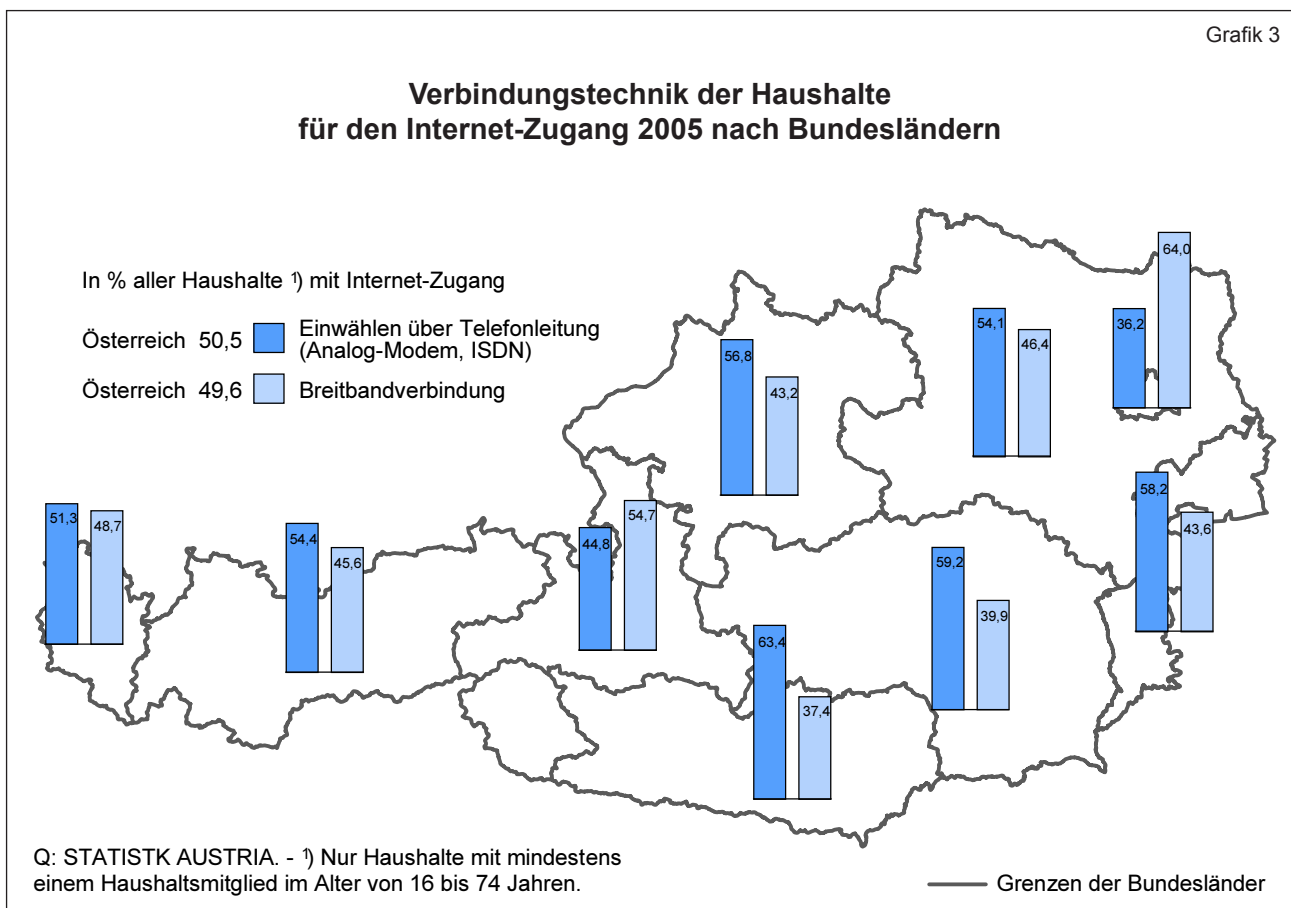 Grafik 3
Verbindungstechnik der Haushalte
für den Internet-Zugang 2005 nach Bundesländern
In % aller Haushalte ¹) mit Internet-Zugang
Österreich 50,5 Einwählen über Telefonleitung
(Analog-Modem, ISDN)
Österreich 49,6 Breitbandverbindung
51,3 48,7
54,4 45,6
44,8 54,7
56,8 43,2
54,1 46,4
36,2 64,0
58,2 43,6
59,2 39,9
63,4 37,4
Q: STATISTK AUSTRIA. - ¹) Nur Haushalte mit mindestens
einem Haushaltsmitglied im Alter von 16 bis 74 Jahren.
Grenzen der Bundesländer